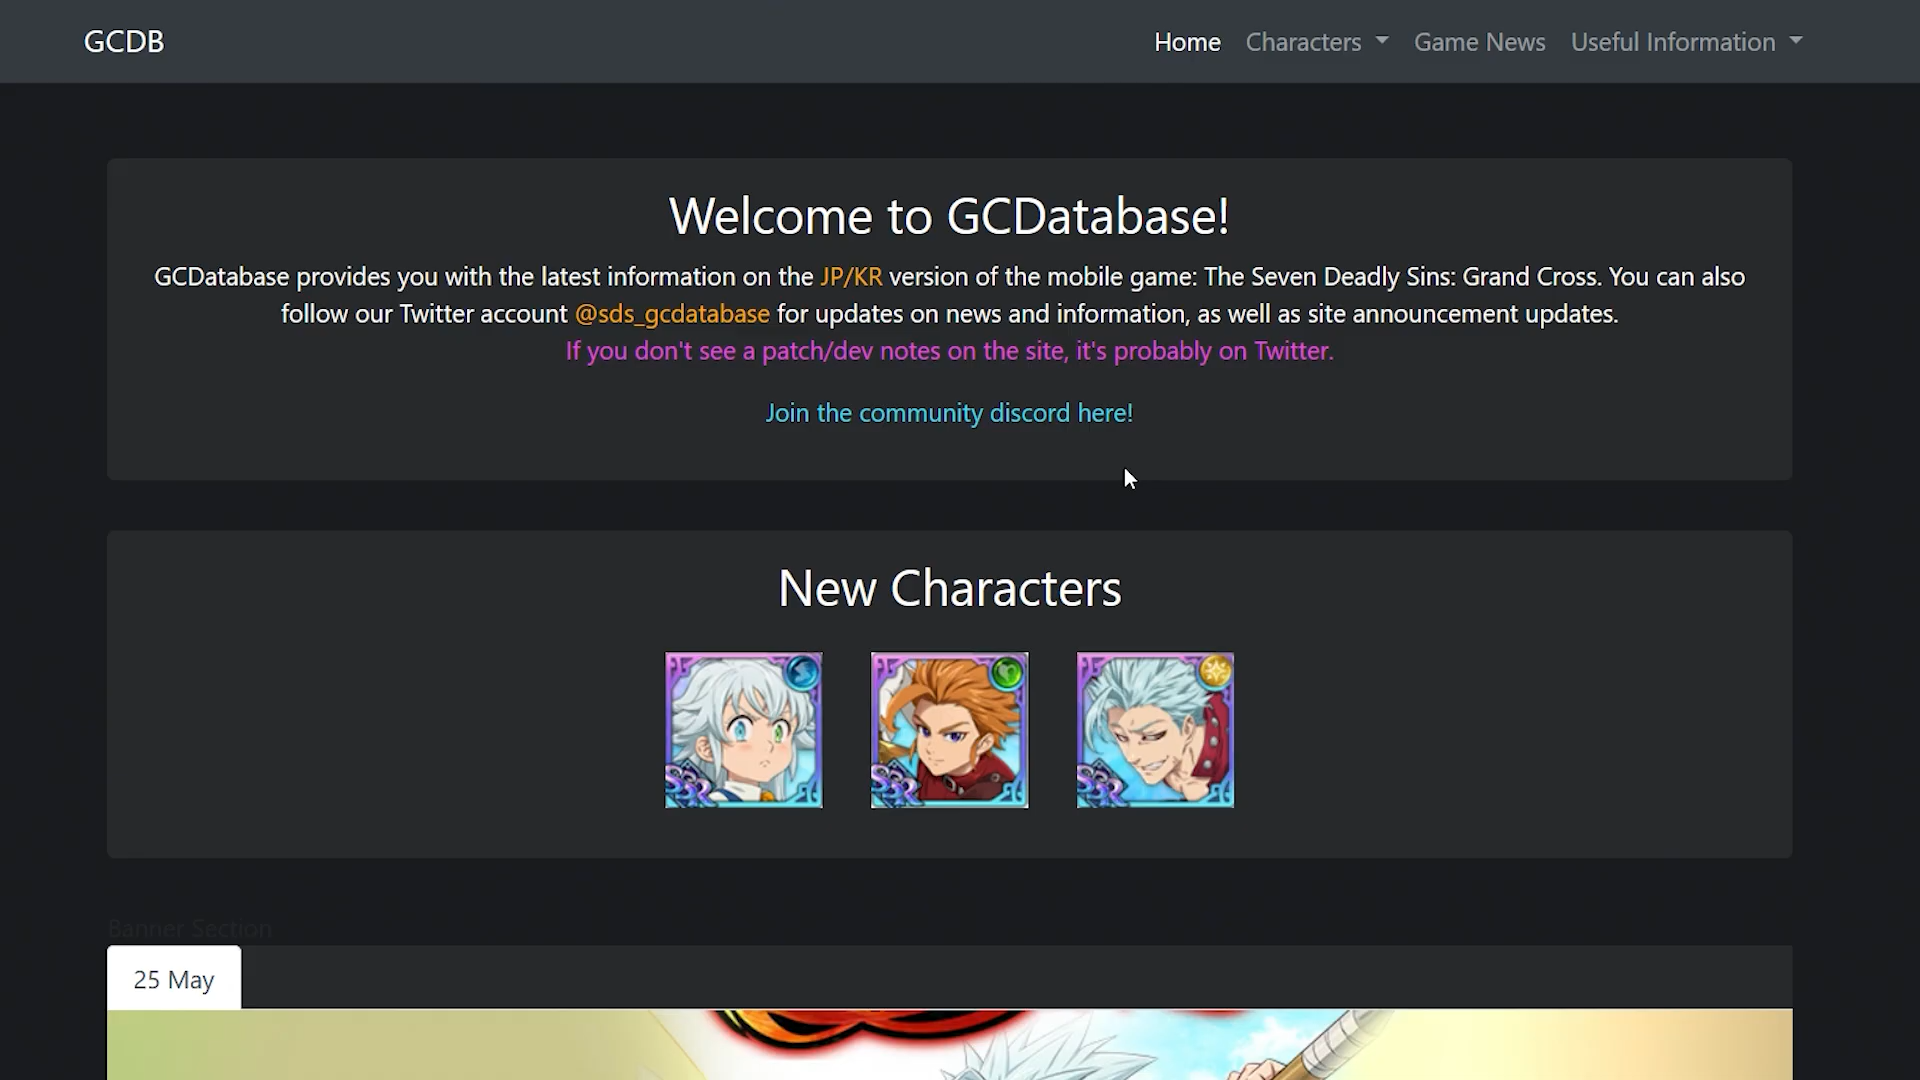 GCDB
Home
Characters
Game News
Useful Information
Welcome to GCDatabase!
GCDatabase provides you with the latest information on the JP/KR version of the mobile game: The Seven Deadly Sins: Grand Cross. You can also
follow our Twitter account @sds_gcdatabase for updates on news and information, as well as site announcement updates.
If you don't see a patch/dev notes on the site, it's probably on Twitter.
Join the community discord here!
New Characters
SSR
SSR
SSR
Banner Section
25 May